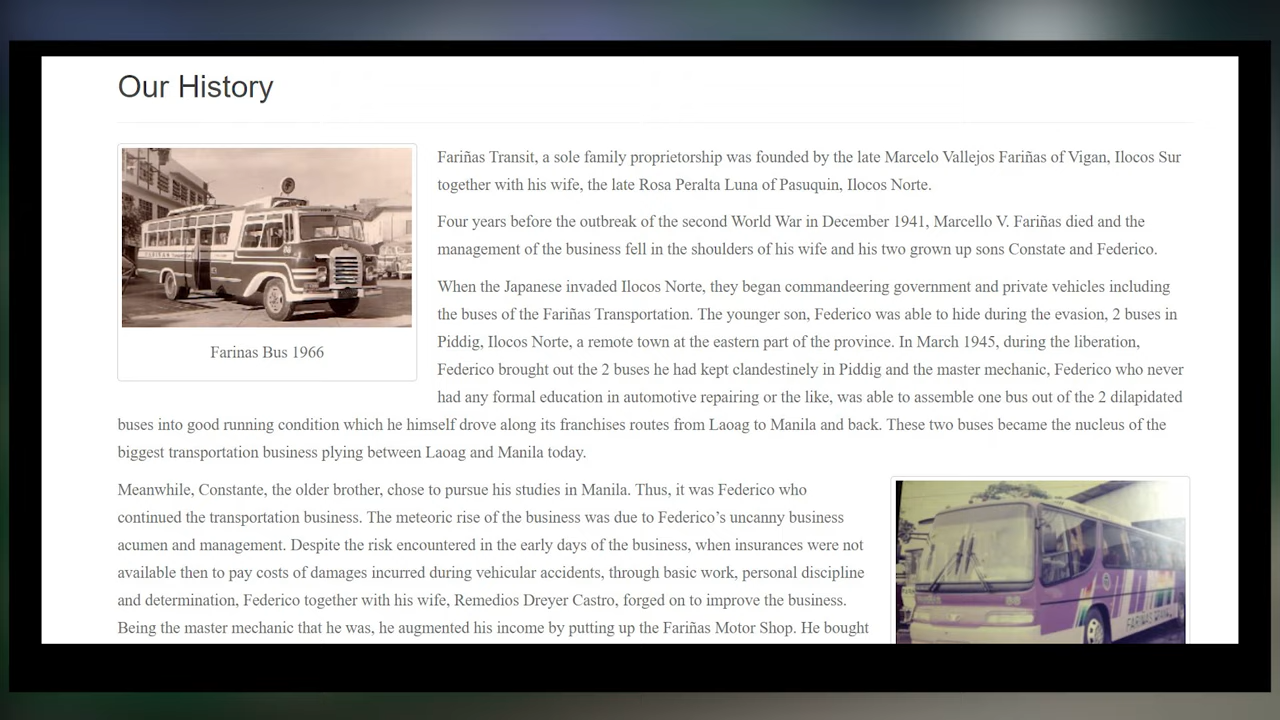 Our History
Fariñas Transit, a sole family proprietorship was founded by the late Marcelo Vallejos Fariñas of Vigan, Ilocos Sur
together with his wife, the late Rosa Peralta Luna of Pasuquin, Ilocos Norte.
Four years before the outbreak of the second World War in December 1941, Marcello V. Fariñas died and the
management of the business fell in the shoulders of his wife and his two grown up sons Constate and Federico.
When the Japanese invaded Ilocos Norte, they began commandeering government and private vehicles including
the buses of the Fariñas Transportation. The younger son, Federico was able to hide during the evasion, 2 buses in
Piddig, Ilocos Norte, a remote town at the eastern part of the province. In March 1945, during the liberation,
Farinas Bus 1966
Federico brought out the 2 buses he had kept clandestinely in Piddig and the master mechanic, Federico who never
had any formal education in automotive repairing or the like, was able to assemble one bus out of the 2 dilapidated
buses into good running condition which he himself drove along its franchises routes from Laoag to Manila and back. These two buses became the nucleus of the
biggest transportation business plying between Laoag and Manila today.
Meanwhile, Constante, the older brother, chose to pursue his studies in Manila. Thus, it was Federico who
continued the transportation business. The meteoric rise of the business was due to Federico’s uncanny business
acumen and management. Despite the risk encountered in the early days of the business, when insurances were not
available then to pay costs of damages incurred during vehicular accidents, through basic work, personal discipline
and determination, Federico together with his wife, Remedios Dreyer Castro, forged on to improve the business.
Being the master mechanic that he was, he augmented his income by putting up the Fariñas Motor Shop. He bought